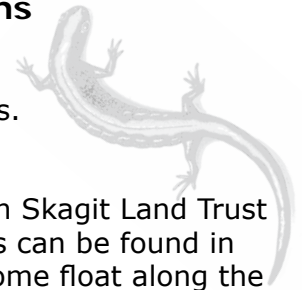 ns
s.
n Skagit Land Trust
s can be found in
ome float along the